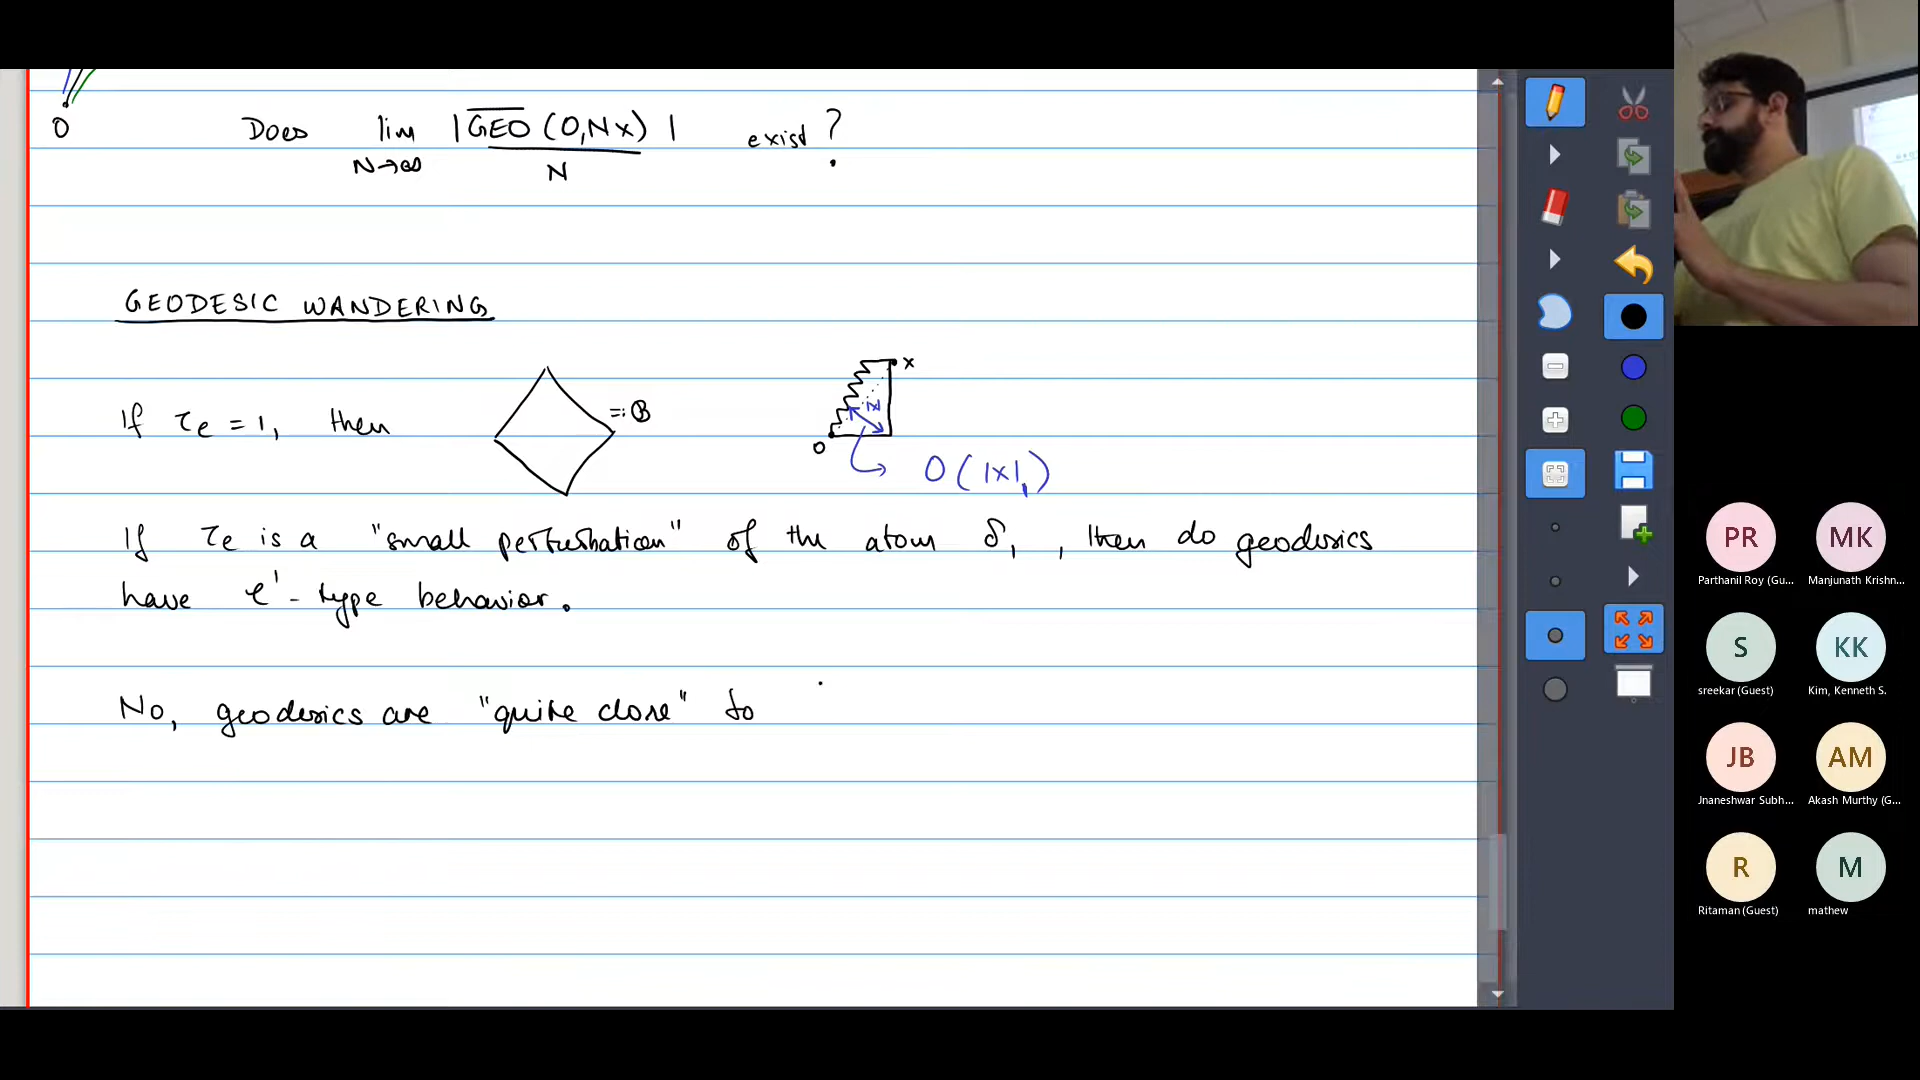 0
Does lim |GEO (0,Nx) | exist ?
N→∞ N
GEODESIC WANDERING
If τe = 1, then =: B
x
|x|
0
O ( |x|₁ )
If τe is a "small perturbation" of the atom δ₁ , then do geodesics
have ℓ¹ - type behavior.
No, geodesics are "quite close" to
PR
MK
Parthanil Roy (Gu...
Manjunath Krishn...
S
KK
sreekar (Guest)
Kim, Kenneth S.
JB
AM
Jnaneshwar Subh...
Akash Murthy (G...
R
M
Ritaman (Guest)
mathew